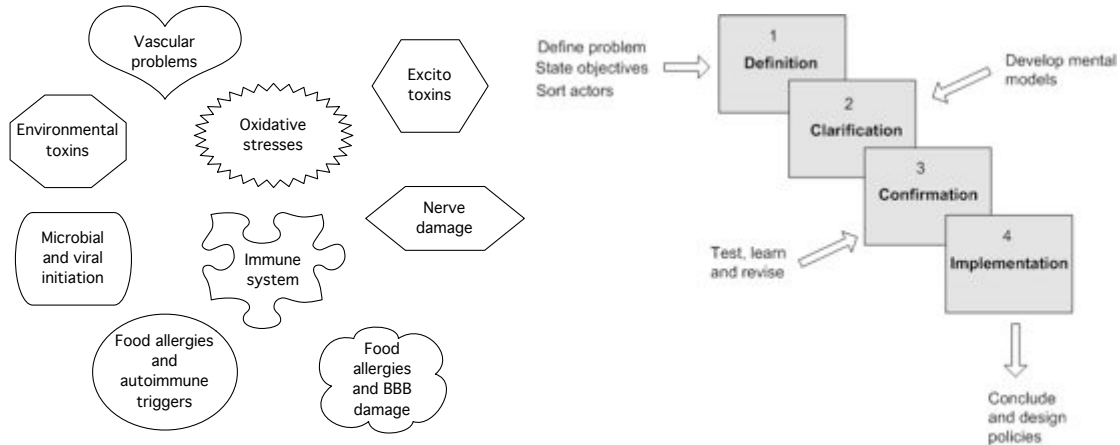 Vascular
problems
Excito
toxins
Environmental
toxins
Oxidative
stresses
Nerve
damage
Microbial
and viral
initiation
Immune
system
Food allergies
and
autoimmune
triggers
Food
allergies
and BBB
damage
Define problem
State objectives
Sort actors
1
Definition
Develop mental
models
2
Clarification
3
Confirmation
Test, learn
and revise
4
Implementation
Conclude
and design
policies